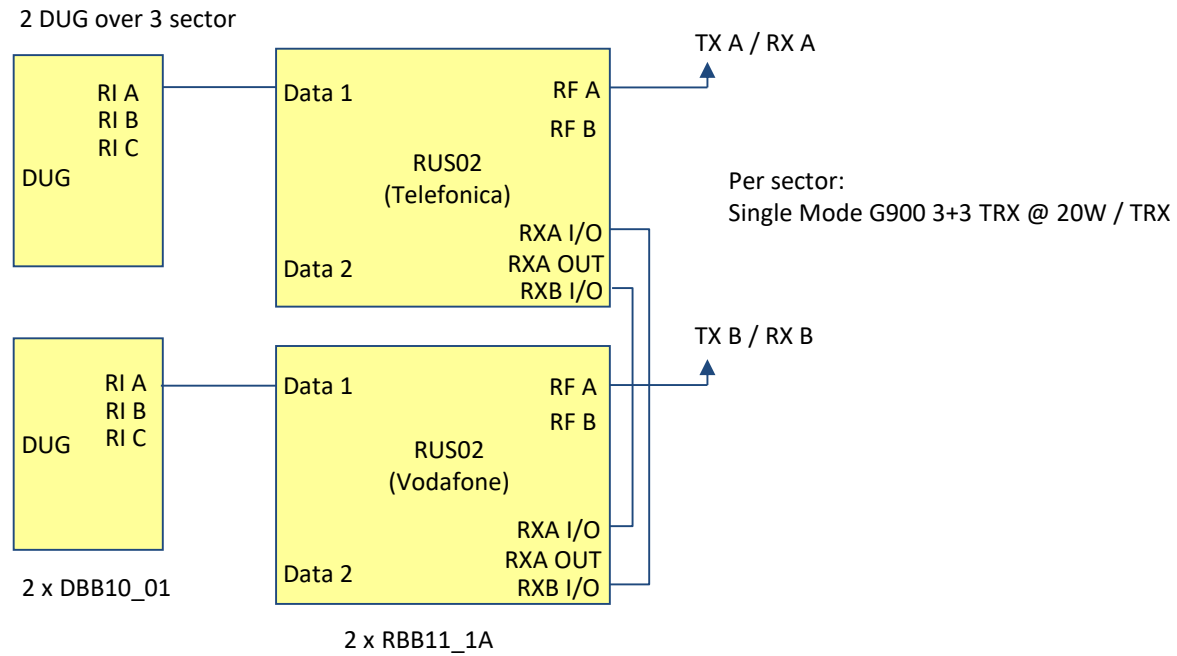 2 DUG over 3 sector
TX A / RX A
RI A
RI B
RI C
DUG
Data 1
RF A
RF B
RUS02
(Telefonica)
RXA I/O
RXA OUT
Data 2
RXB I/O
Per sector:
Single Mode G900 3+3 TRX @ 20W / TRX
TX B / RX B
RI A
RI B
RI C
DUG
Data 1
RF A
RF B
RUS02
(Vodafone)
RXA I/O
RXA OUT
Data 2
RXB I/O
2 x DBB10_01
2 x RBB11_1A